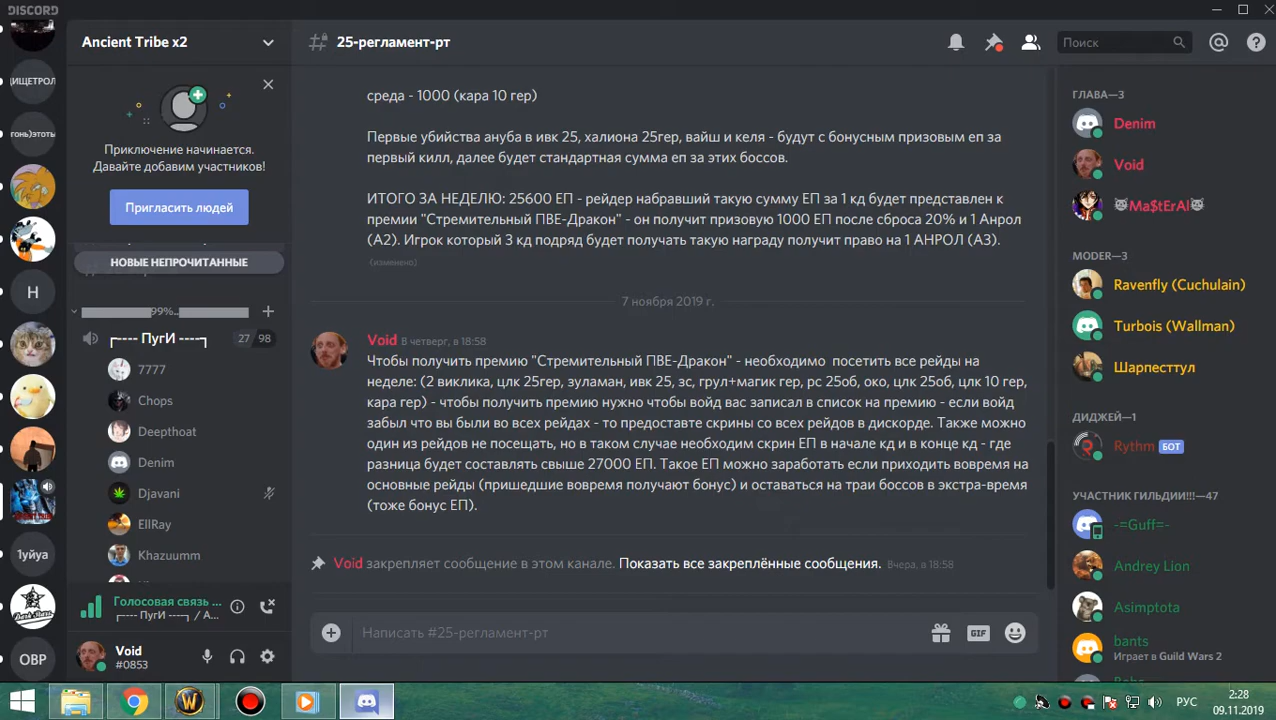 DISCORD
Ancient Tribe x2
25-регламент-рт
Поиск
ИЩЕТРОЛ
гонь)этоты
Н
1уйуа
ОВР
Приключение начинается.
Давайте добавим участников!
Пригласить людей
НОВЫЕ НЕПРОЧИТАННЫЕ
99%..
┏---- ПугИ ----┓
27 98
7777
Chops
Deepthoat
Denim
Djavani
EllRay
Khazuumm
Голосовая связь ...
┏---- ПугИ ----┓ / A...
Void
#0853
среда - 1000 (кара 10 гер)
Первые убийства ануба в ивк 25, халиона 25гер, вайш и келя - будут с бонусным призовым еп за
первый килл, далее будет стандартная сумма еп за этих боссов.
ИТОГО ЗА НЕДЕЛЮ: 25600 ЕП - рейдер набравший такую сумму ЕП за 1 кд будет представлен к
премии "Стремительный ПВЕ-Дракон" - он получит призовую 1000 ЕП после сброса 20% и 1 Анрол
(А2). Игрок который 3 кд подряд будет получать такую награду получит право на 1 АНРОЛ (А3).
(изменено)
7 ноября 2019 г.
Void В четверг, в 18:58
Чтобы получить премию "Стремительный ПВЕ-Дракон" - необходимо посетить все рейды на
неделе: (2 виклика, цлк 25гер, зуламан, ивк 25, зс, грул+магик гер, рс 25об, око, цлк 25об, цлк 10 гер,
кара гер) - чтобы получить премию нужно чтобы войд вас записал в список на премию - если войд
забыл что вы были во всех рейдах - то предоставте скрины со всех рейдов в дискорде. Также можно
один из рейдов не посещать, но в таком случае необходим скрин ЕП в начале кд и в конце кд - где
разница будет составлять свыше 27000 ЕП. Такое ЕП можно заработать если приходить вовремя на
основные рейды (пришедшие вовремя получают бонус) и оставаться на траи боссов в экстра-время
(тоже бонус ЕП).
Void закрепляет сообщение в этом канале. Показать все закреплённые сообщения. Вчера, в 18:58
Написать #25-регламент-рт
GIF
ГЛАВА—3
Denim
Void
😈Ma$tErAl😈
MODER—3
Ravenfly (Cuchulain)
Turbois (Wallman)
Шарпесттул
ДИДЖЕЙ—1
Rythm БОТ
УЧАСТНИК ГИЛЬДИИ!!!—47
-=Guff=-
Andrey Lion
Asimptota
bants
Играет в Guild Wars 2
РУС
2:28
09.11.2019